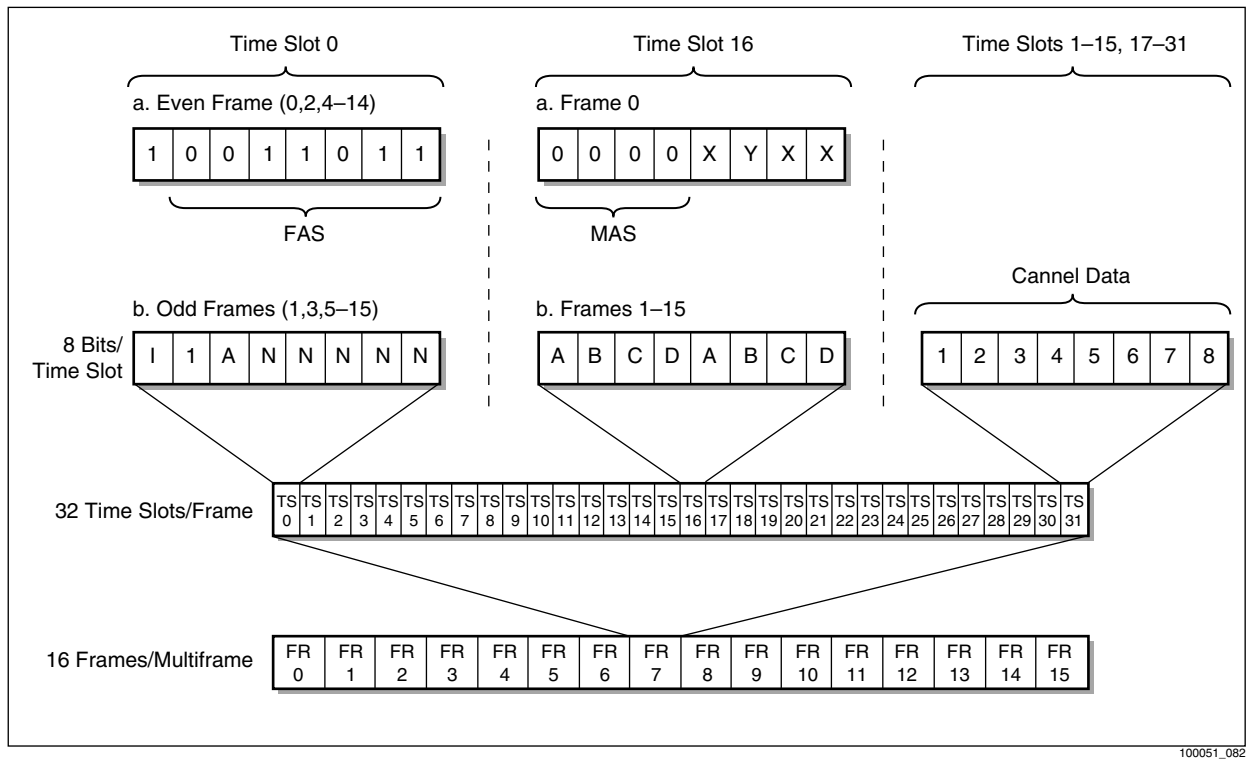 Time Slot 0 Time Slot 16 Time Slots 1–15, 17–31
a. Even Frame (0,2,4–14) a. Frame 0
1 0 0 1 1 0 1 1 0 0 0 0 X Y X X
FAS MAS
Cannel Data
b. Odd Frames (1,3,5–15) b. Frames 1–15
8 Bits/
Time Slot
I 1 A N N N N N A B C D A B C D 1 2 3 4 5 6 7 8
32 Time Slots/Frame
TS TS TS TS TS TS TS TS TS TS TS TS TS TS TS TS TS TS TS TS TS TS TS TS TS TS TS TS TS TS TS TS
0 1 2 3 4 5 6 7 8 9 10 11 12 13 14 15 16 17 18 19 20 21 22 23 24 25 26 27 28 29 30 31
16 Frames/Multiframe
FR FR FR FR FR FR FR FR FR FR FR FR FR FR FR FR
0 1 2 3 4 5 6 7 8 9 10 11 12 13 14 15
100051_082